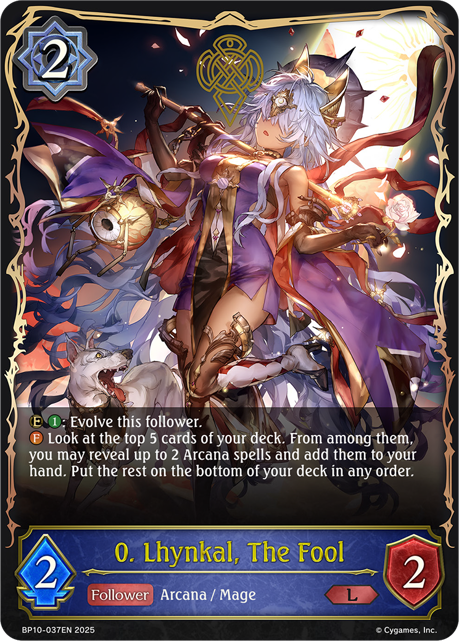 2
E 1: Evolve this follower.
F Look at the top 5 cards of your deck. From among them,
you may reveal up to 2 Arcana spells and add them to your
hand. Put the rest on the bottom of your deck in any order.
0. Lhynkal, The Fool
2
Follower Arcana / Mage L
2
BP10-037EN 2025 © Cygames, Inc.